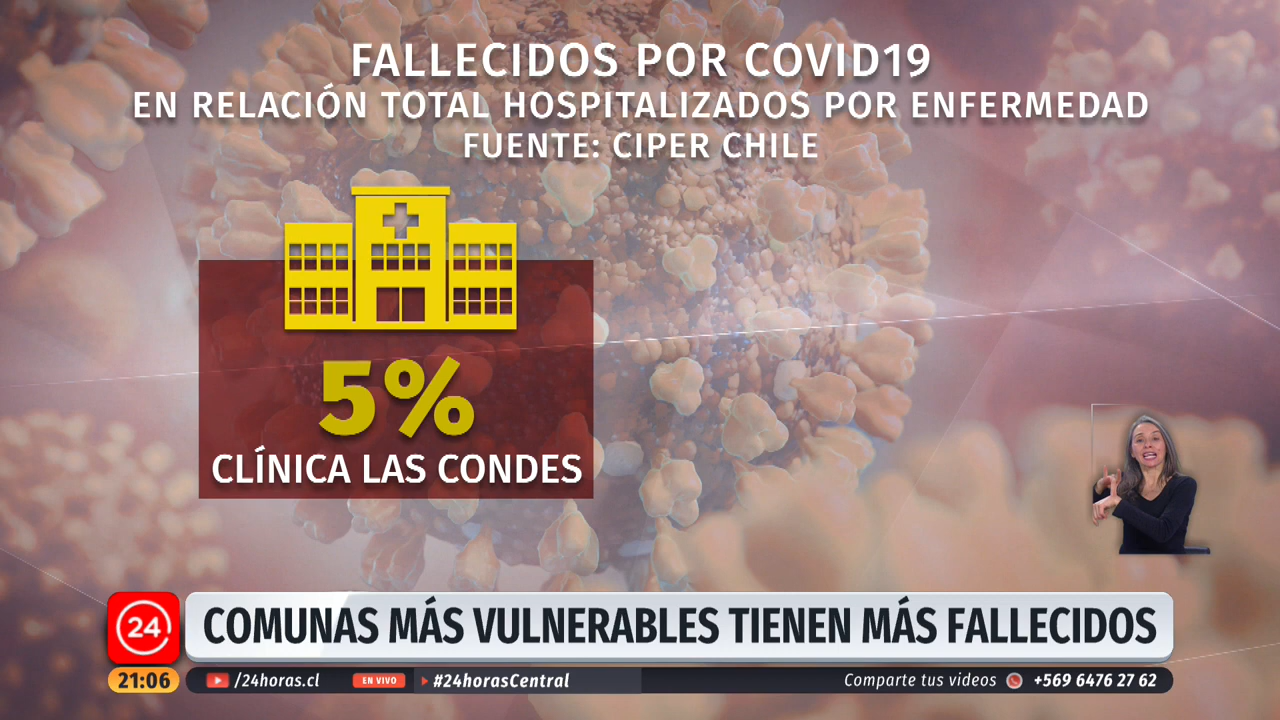 FALLECIDOS POR COVID19
EN RELACIÓN TOTAL HOSPITALIZADOS POR ENFERMEDAD
FUENTE: CIPER CHILE
5%
CLÍNICA LAS CONDES
24
COMUNAS MÁS VULNERABLES TIENEN MÁS FALLECIDOS
21:06
/24horas.cl
EN VIVO
#24horasCentral
Comparte tus videos
+569 6476 27 62